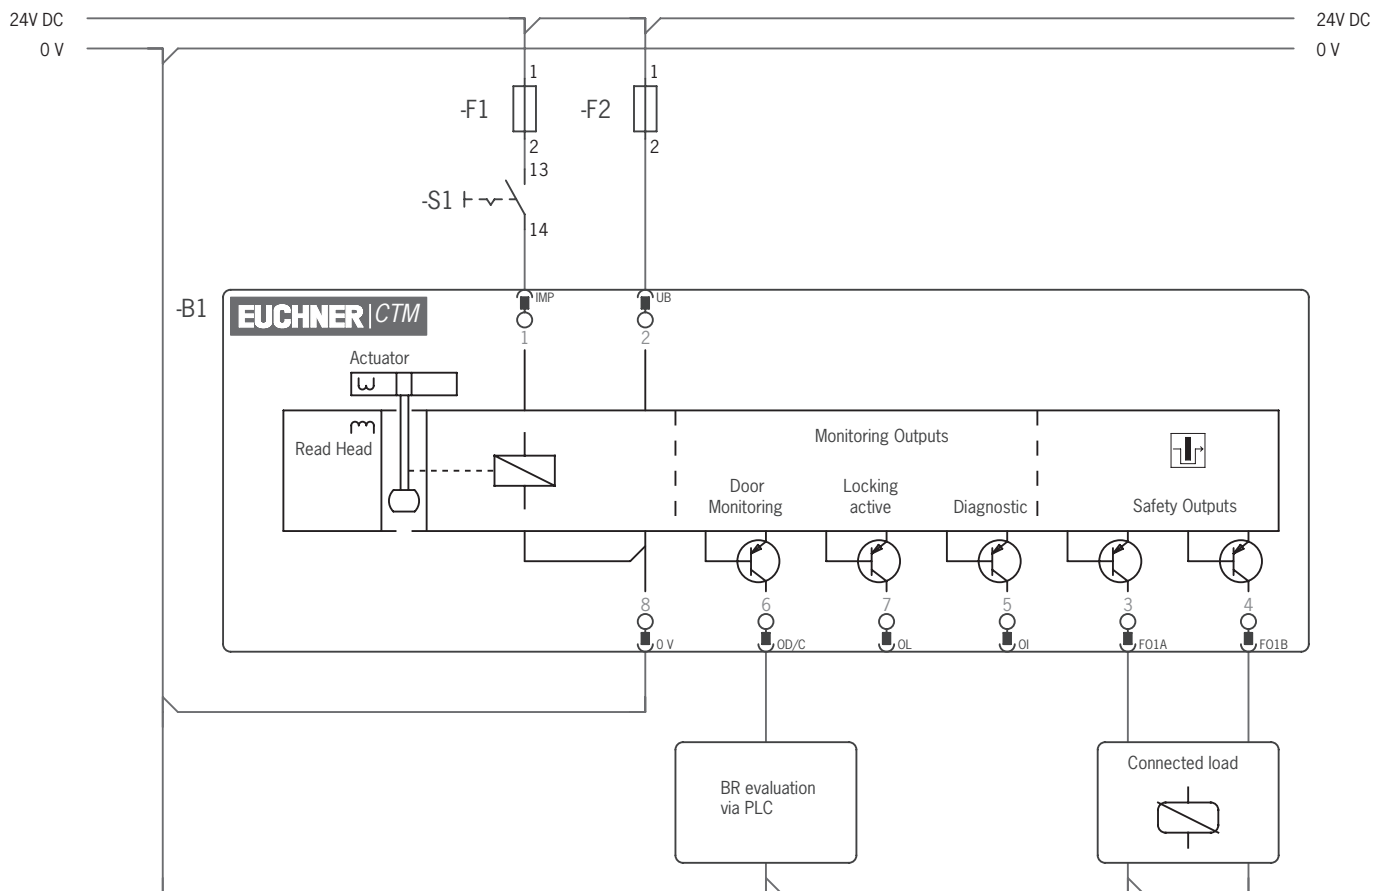 24V DC
24V DC
0 V
0 V
1
1
-F1
-F2
2
2
13
-S1
14
-B1
EUCHNER CTM
IMP
UB
1
2
Actuator
Read Head
Monitoring Outputs
Door
Monitoring
Locking
active
Diagnostic
Safety Outputs
8
6
7
5
3
4
0 V
OD/C
OL
OI
FO1A
FO1B
BR evaluation
via PLC
Connected load